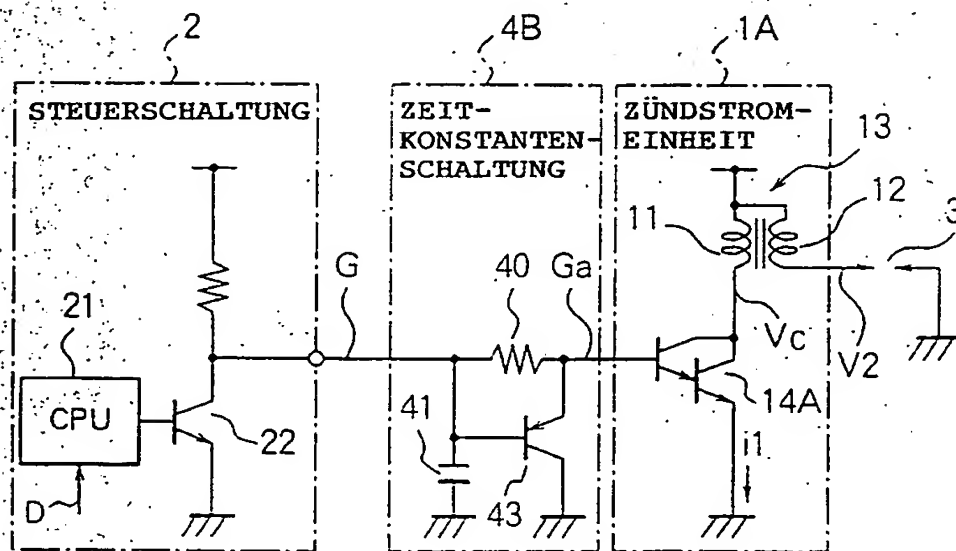 2
4B
1A
STEUERSCHALTUNG
ZEIT-
KONSTANTEN-
SCHALTUNG
ZÜNDSTROM-
EINHEIT
13
11
12
3
G
40
Ga
21
Vc
V2
CPU
22
41
14A
43
i1
D